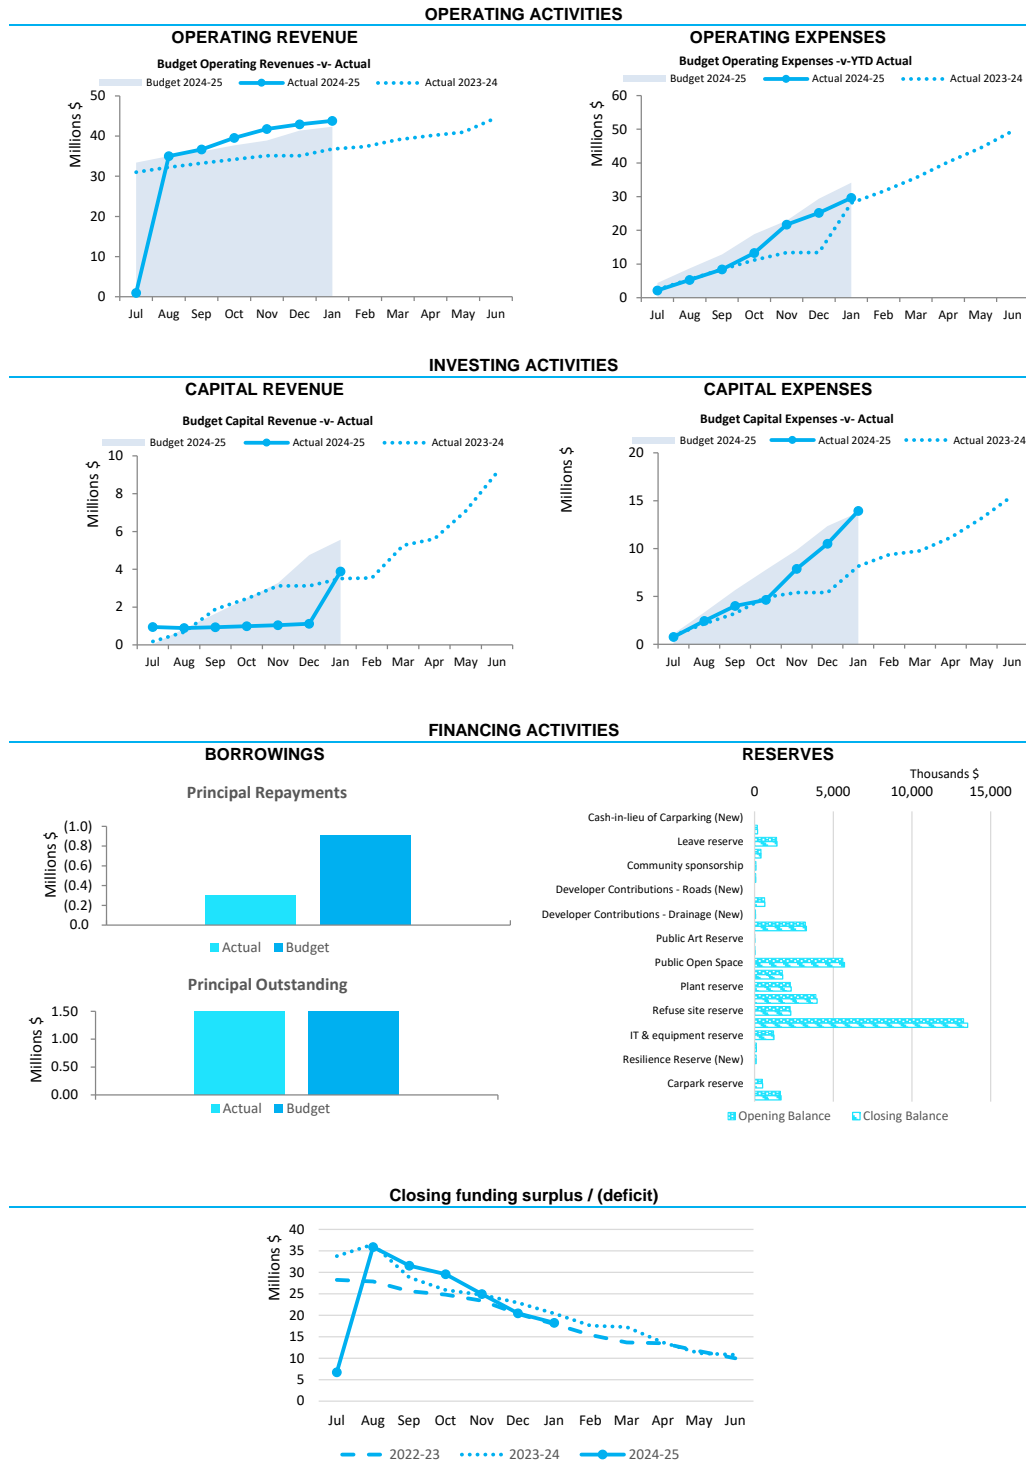 OPERATING ACTIVITIES
OPERATING REVENUE
Budget Operating Revenues -v- Actual
Budget 2024-25 Actual 2024-25 Actual 2023-24
Millions $
50
40
30
20
10
0
Jul Aug Sep Oct Nov Dec Jan Feb Mar Apr May Jun
OPERATING EXPENSES
Budget Operating Expenses -v-YTD Actual
Budget 2024-25 Actual 2024-25 Actual 2023-24
Millions $
60
50
40
30
20
10
0
Jul Aug Sep Oct Nov Dec Jan Feb Mar Apr May Jun
INVESTING ACTIVITIES
CAPITAL REVENUE
Budget Capital Revenue -v- Actual
Budget 2024-25 Actual 2024-25 Actual 2023-24
Millions $
10
8
6
4
2
0
Jul Aug Sep Oct Nov Dec Jan Feb Mar Apr May Jun
CAPITAL EXPENSES
Budget Capital Expenses -v- Actual
Budget 2024-25 Actual 2024-25 Actual 2023-24
Millions $
20
15
10
5
0
Jul Aug Sep Oct Nov Dec Jan Feb Mar Apr May Jun
FINANCING ACTIVITIES
BORROWINGS
Principal Repayments
Millions $
(1.0)
(0.8)
(0.6)
(0.4)
(0.2)
0.0
Actual Budget
Principal Outstanding
Millions $
1.50
1.00
0.50
0.00
Actual Budget
RESERVES
Thousands $
0 5,000 10,000 15,000
Cash-in-lieu of Carparking (New)
Leave reserve
Community sponsorship
Developer Contributions - Roads (New)
Developer Contributions - Drainage (New)
Public Art Reserve
Public Open Space
Plant reserve
Refuse site reserve
IT & equipment reserve
Resilience Reserve (New)
Carpark reserve
Opening Balance Closing Balance
Closing funding surplus / (deficit)
Millions $
40
35
30
25
20
15
10
5
0
Jul Aug Sep Oct Nov Dec Jan Feb Mar Apr May Jun
2022-23 2023-24 2024-25